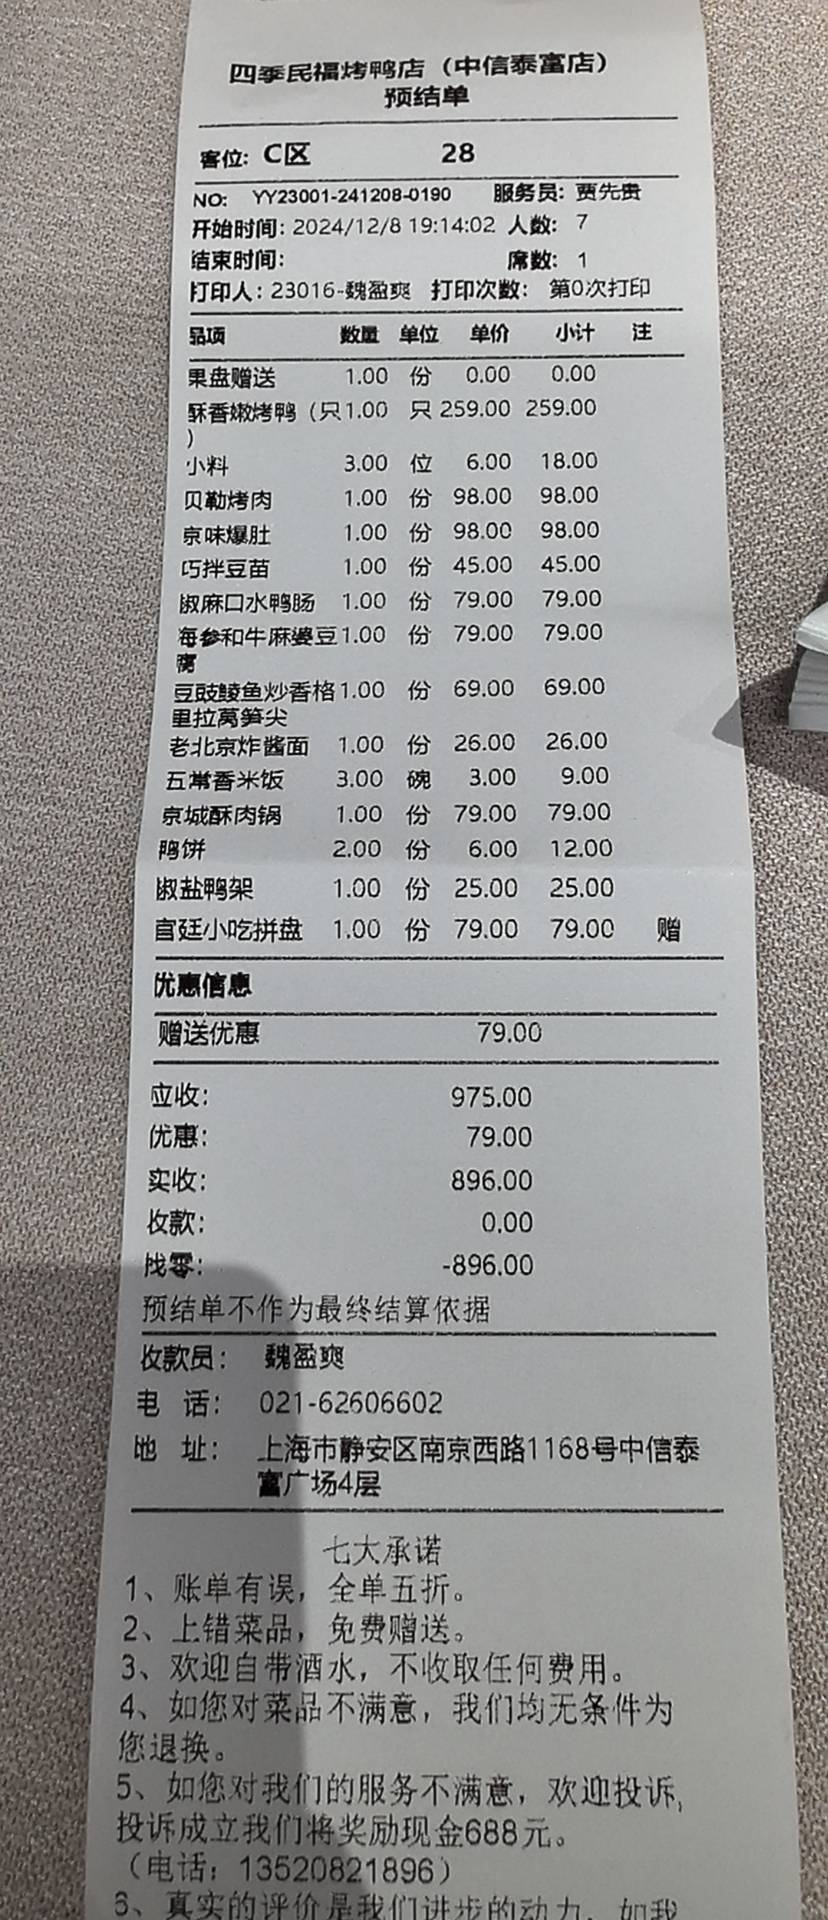 四季民福烤鸭店（中信泰富店）
预结单
客位: C区 28
NO: YY23001-241208-0190 服务员: 贾先贵
开始时间: 2024/12/8 19:14:02 人数: 7
结束时间: 席数: 1
打印人: 23016-魏盈爽 打印次数: 第0次打印
品项 数量 单位 单价 小计 注
果盘赠送 1.00 份 0.00 0.00
酥香嫩烤鸭（只 1.00 只 259.00 259.00
）
小料 3.00 位 6.00 18.00
贝勒烤肉 1.00 份 98.00 98.00
京味爆肚 1.00 份 98.00 98.00
巧拌豆苗 1.00 份 45.00 45.00
椒麻口水鸭肠 1.00 份 79.00 79.00
海参和牛麻婆豆 1.00 份 79.00 79.00
腐
豆豉鲮鱼炒香格 1.00 份 69.00 69.00
里拉莴笋尖
老北京炸酱面 1.00 份 26.00 26.00
五常香米饭 3.00 碗 3.00 9.00
京城酥肉锅 1.00 份 79.00 79.00
鸭饼 2.00 份 6.00 12.00
椒盐鸭架 1.00 份 25.00 25.00
宫廷小吃拼盘 1.00 份 79.00 79.00 赠
优惠信息
赠送优惠 79.00
应收: 975.00
优惠: 79.00
实收: 896.00
收款: 0.00
找零: -896.00
预结单不作为最终结算依据
收款员: 魏盈爽
电 话: 021-62606602
地 址: 上海市静安区南京西路1168号中信泰
富广场4层
七大承诺
1、账单有误，全单五折。
2、上错菜品，免费赠送。
3、欢迎自带酒水，不收取任何费用。
4、如您对菜品不满意，我们均无条件为
您退换。
5、如您对我们的服务不满意，欢迎投诉，
投诉成立我们将奖励现金688元。
（电话：13520821896）
6、真实的评价是我们进步的动力，如我